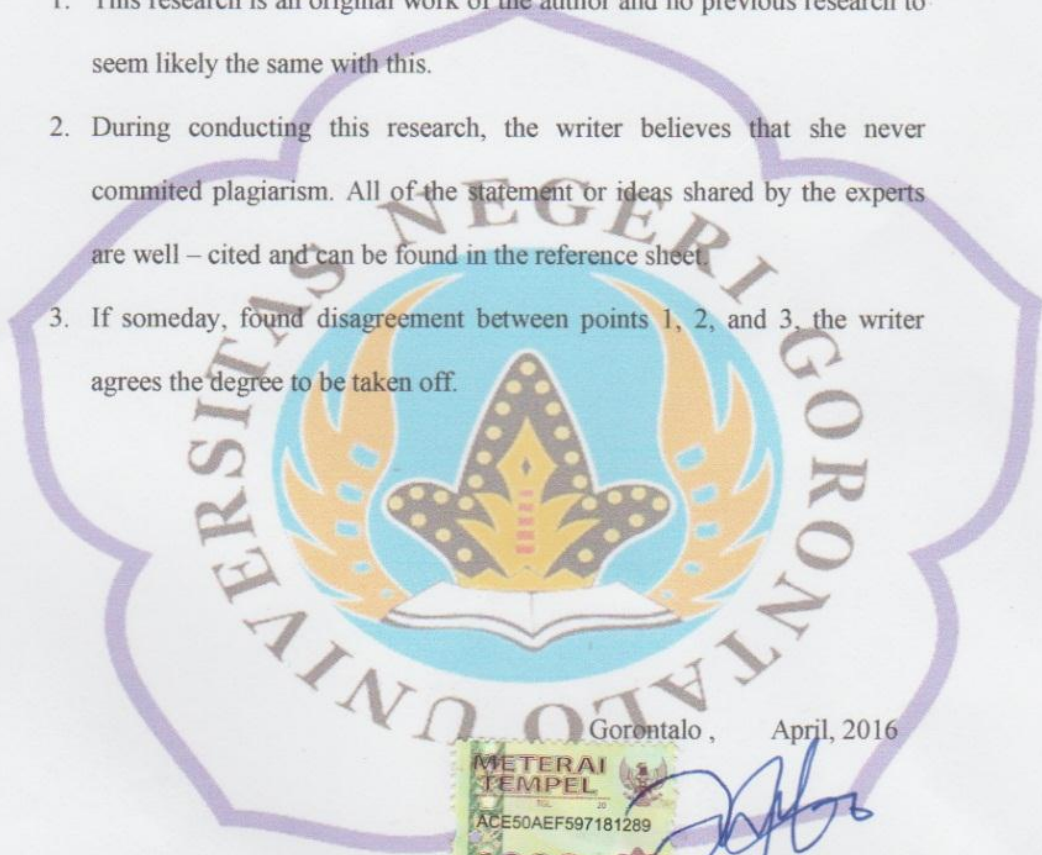 1. This research is an original work of the author and no previous research to
seem likely the same with this.
2. During conducting this research, the writer believes that she never
commited plagiarism. All of the statement or ideas shared by the experts
are well – cited and can be found in the reference sheet.
3. If someday, found disagreement between points 1, 2, and 3, the writer
agrees the degree to be taken off.
UNIVERSITAS NEGERI GORONTALO
Gorontalo , April, 2016
METERAI
TEMPEL
TGL. 20
ACE50AEF597181289